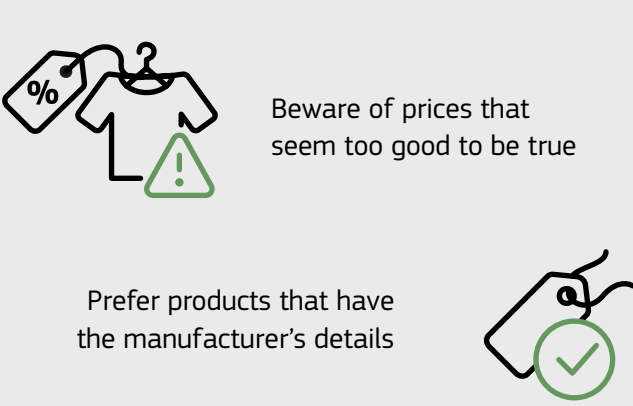 %
Beware of prices that
seem too good to be true
Prefer products that have
the manufacturer’s details